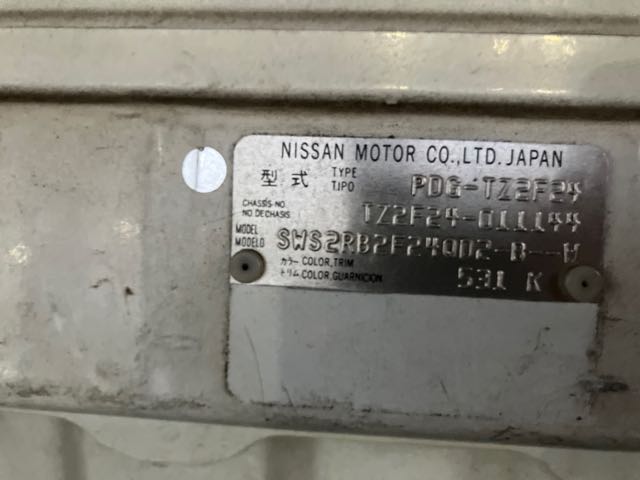 NISSAN MOTOR CO.,LTD. JAPAN
型式 TYPE TIPO PDG-TZ2F24
CHASSIS-NO. NO.DECHASIS TZ2F24-011144
MODEL MODELO SWS2RB2F24QD2-B--W
カラー COLOR,TRIM
トリム COLOR,GUARNICION 531 K